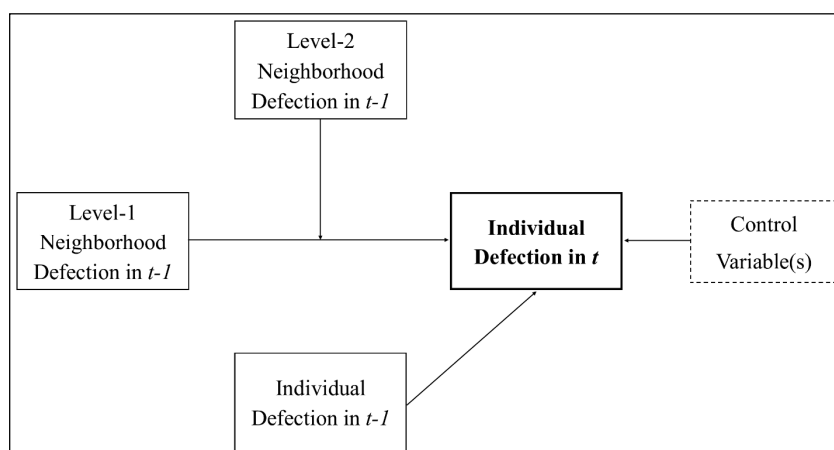 Level-2
Neighborhood
Defection in t-1
Level-1
Neighborhood
Defection in t-1
Individual
Defection in t
Control
Variable(s)
Individual
Defection in t-1